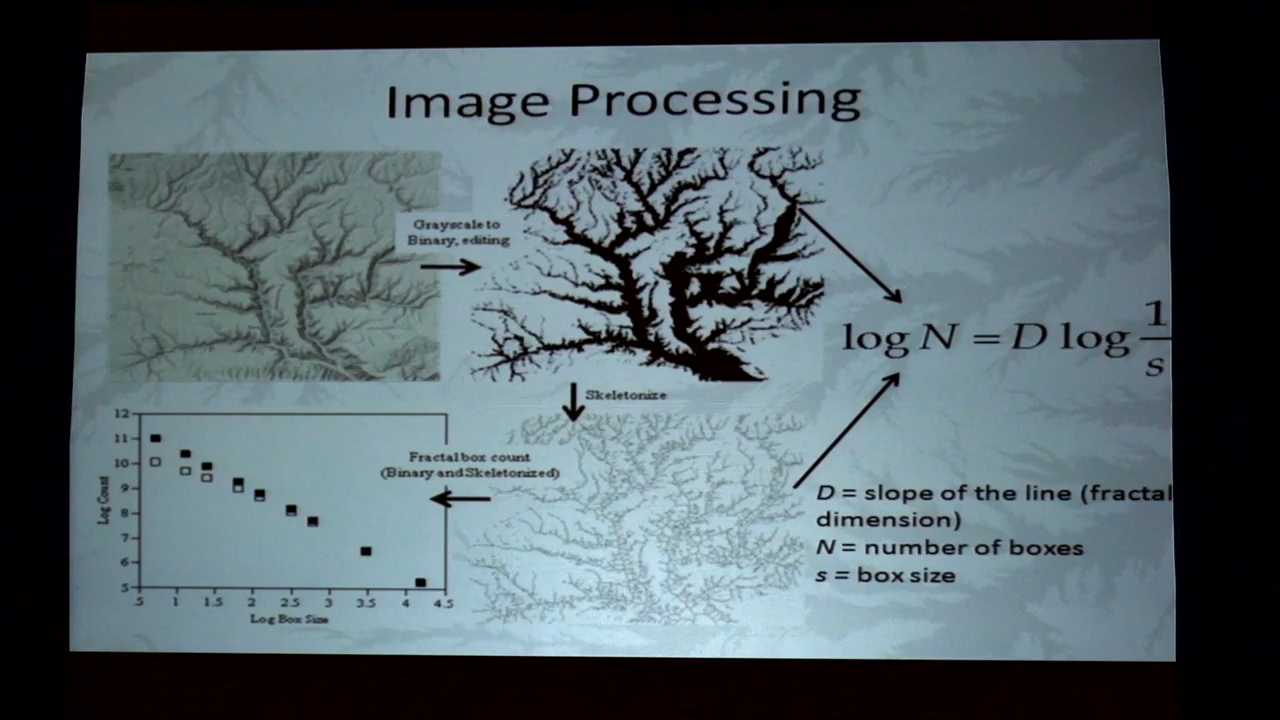 Image Processing
Grayscale to
Binary, editing
log N = D log 1/s
Skeletonize
Fractal box count
(Binary and Skeletonized)
D = slope of the line (fractal
dimension)
N = number of boxes
s = box size
12
11
10
9
8
7
6
5
Log Count
.5 1 1.5 2 2.5 3 3.5 4 4.5
Log Box Size